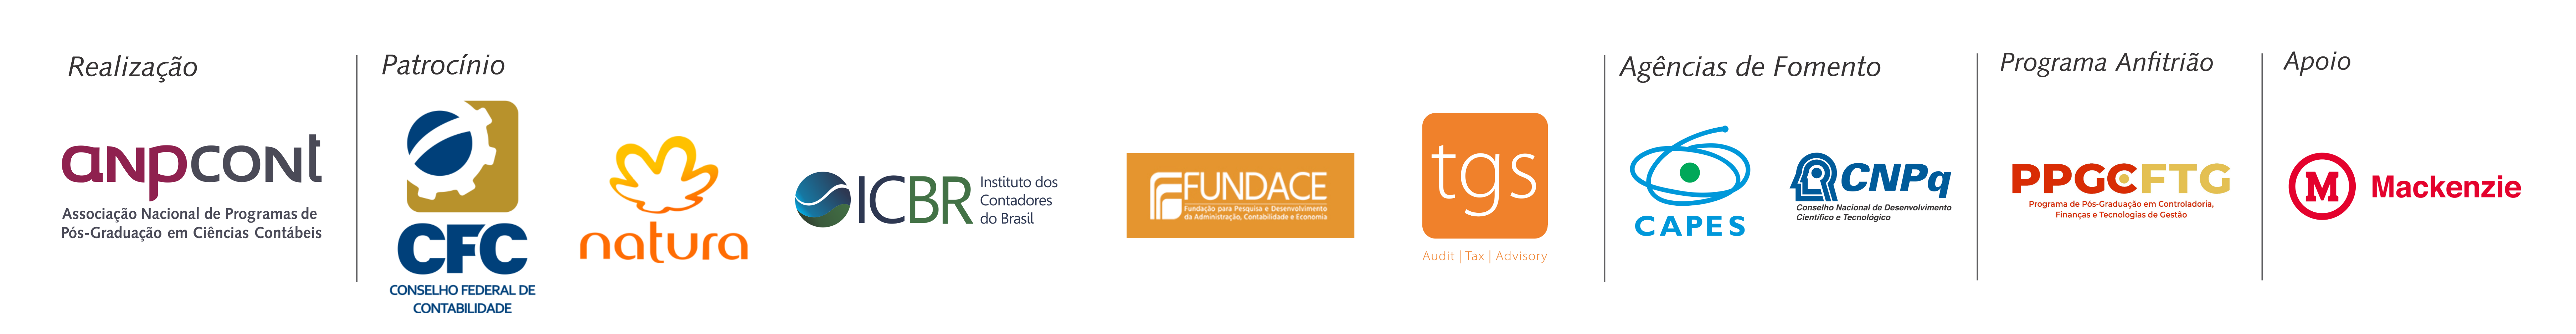 Realização
anpcont
Associação Nacional de Programas de
Pós-Graduação em Ciências Contábeis
Patrocínio
CFC
CONSELHO FEDERAL DE
CONTABILIDADE
natura
ICBR
Instituto dos
Contadores
do Brasil
FUNDACE
Fundação para Pesquisa e Desenvolvimento
da Administração, Contabilidade e Economia
tgs
Audit | Tax | Advisory
Agências de Fomento
CAPES
CNPq
Conselho Nacional de Desenvolvimento
Científico e Tecnológico
Programa Anfitrião
PPGCFTG
Programa de Pós-Graduação em Controladoria,
Finanças e Tecnologias de Gestão
Apoio
M
Mackenzie